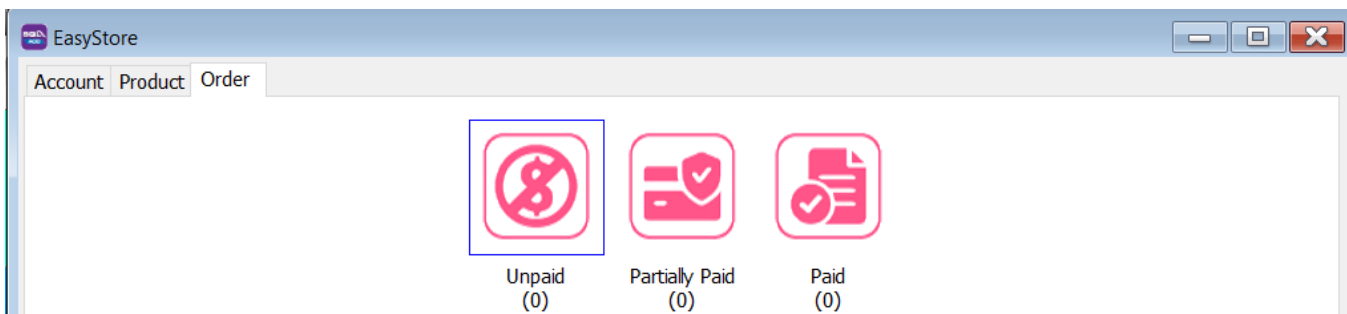 EasyStore
Account Product Order
Unpaid Partially Paid Paid
(0) (0) (0)